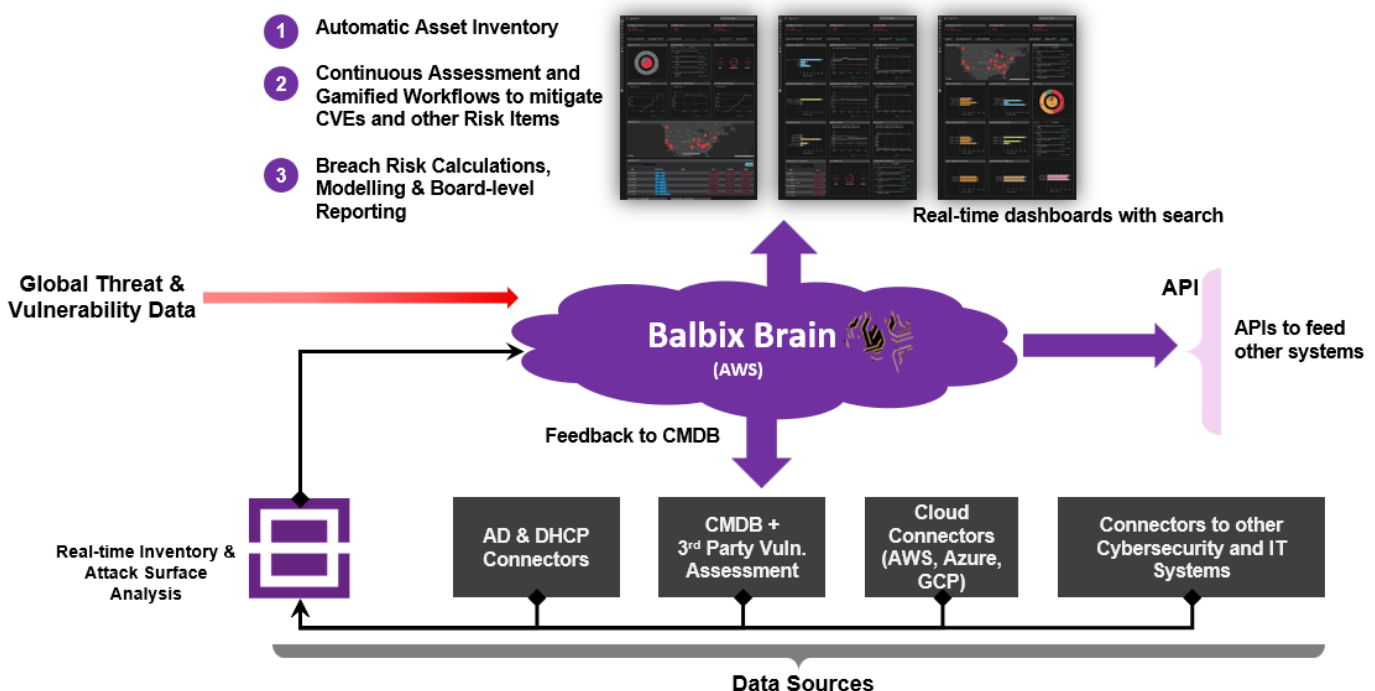 1 Automatic Asset Inventory
2 Continuous Assessment and
Gamified Workflows to mitigate
CVEs and other Risk Items
3 Breach Risk Calculations,
Modelling & Board-level
Reporting
Real-time dashboards with search
Global Threat &
Vulnerability Data
Balbix Brain
(AWS)
API
APIs to feed
other systems
Feedback to CMDB
Real-time Inventory &
Attack Surface
Analysis
AD & DHCP
Connectors
CMDB +
3rd Party Vuln.
Assessment
Cloud
Connectors
(AWS, Azure,
GCP)
Connectors to other
Cybersecurity and IT
Systems
Data Sources